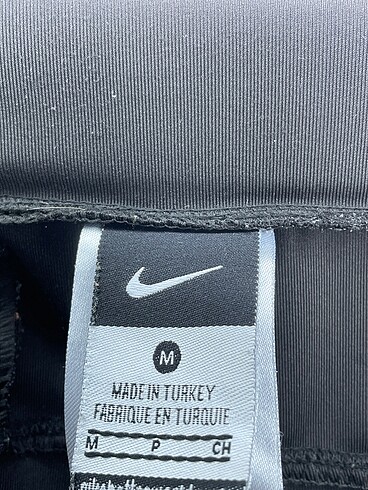 M
MADE IN TURKEY
FABRIQUE EN TURQUIE
M P CH